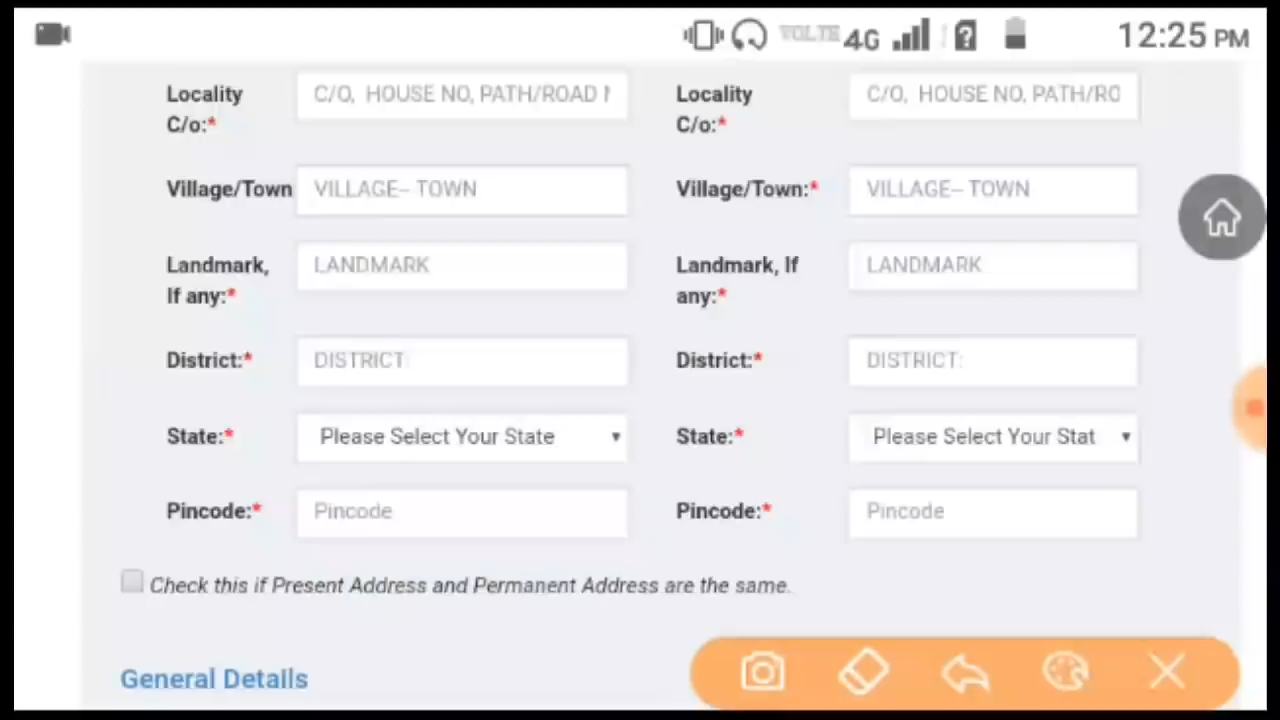 VOLTE 4G 12:25 PM
Locality C/o:* C/O, HOUSE NO, PATH/ROAD Locality C/o:* C/O, HOUSE NO, PATH/RO
Village/Town VILLAGE– TOWN Village/Town:* VILLAGE– TOWN
Landmark, If any:* LANDMARK Landmark, If any:* LANDMARK
District:* DISTRICT: District:* DISTRICT:
State:* Please Select Your State State:* Please Select Your Stat
Pincode:* Pincode Pincode:* Pincode
Check this if Present Address and Permanent Address are the same.
General Details